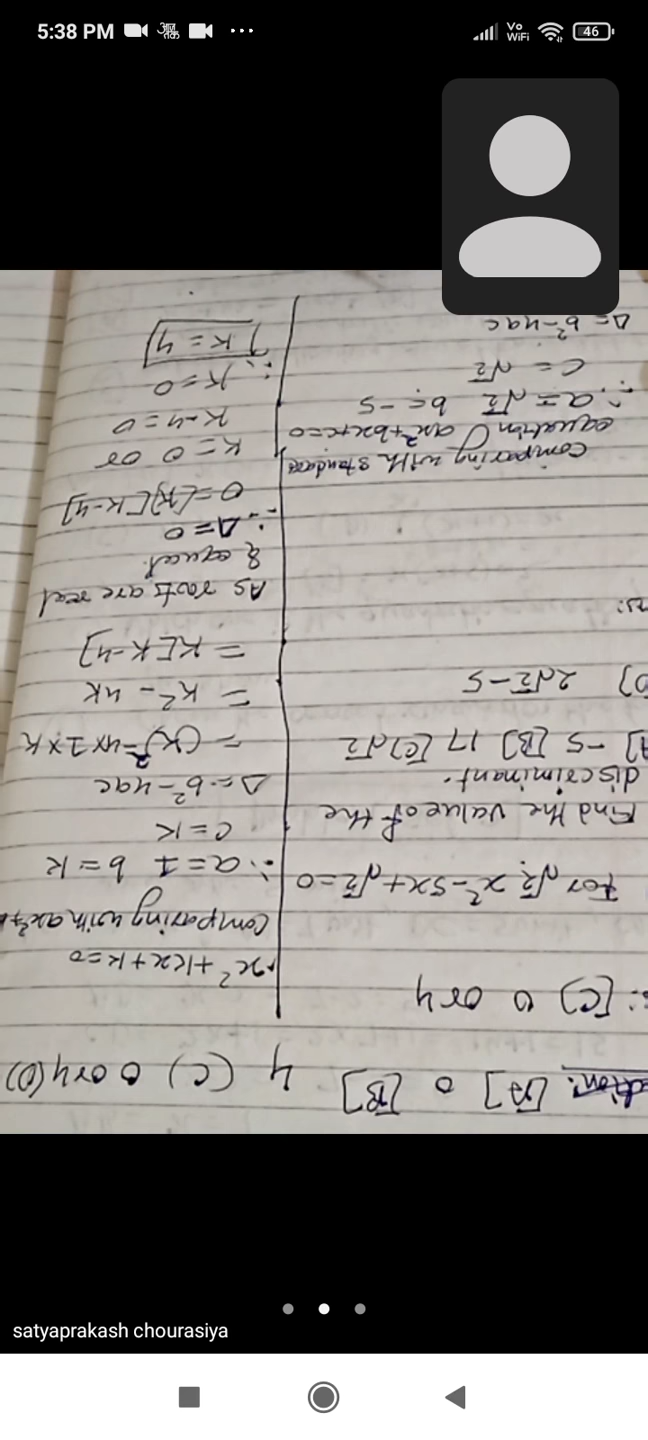 5:38 PM
Vo WiFi
46
[A] 0 [B] 4 (C) 0 or 4 (D)
[C] 0 or 4
For √2 x² - 5x + √2 = 0
Find the value of the
discriminant.
A] -5 [B] 17 [C] √2
D) 2√2 - 5
comparing with standard
equation ax² + bx + c = 0
∴ a = √2 b = -5
c = √2
Δ = b² - 4ac
x² + kx + k = 0
comparing with ax²+
∴ a = 1 b = k
c = k
Δ = b² - 4ac
= (k)² - 4 × 1 × k
= k² - 4k
= k[k-4]
As roots are real
& equal.
∴ Δ = 0
0 = [k][k-4]
k = 0 or
k-4 = 0
∴ k = 0
k = 4
satyaprakash chourasiya